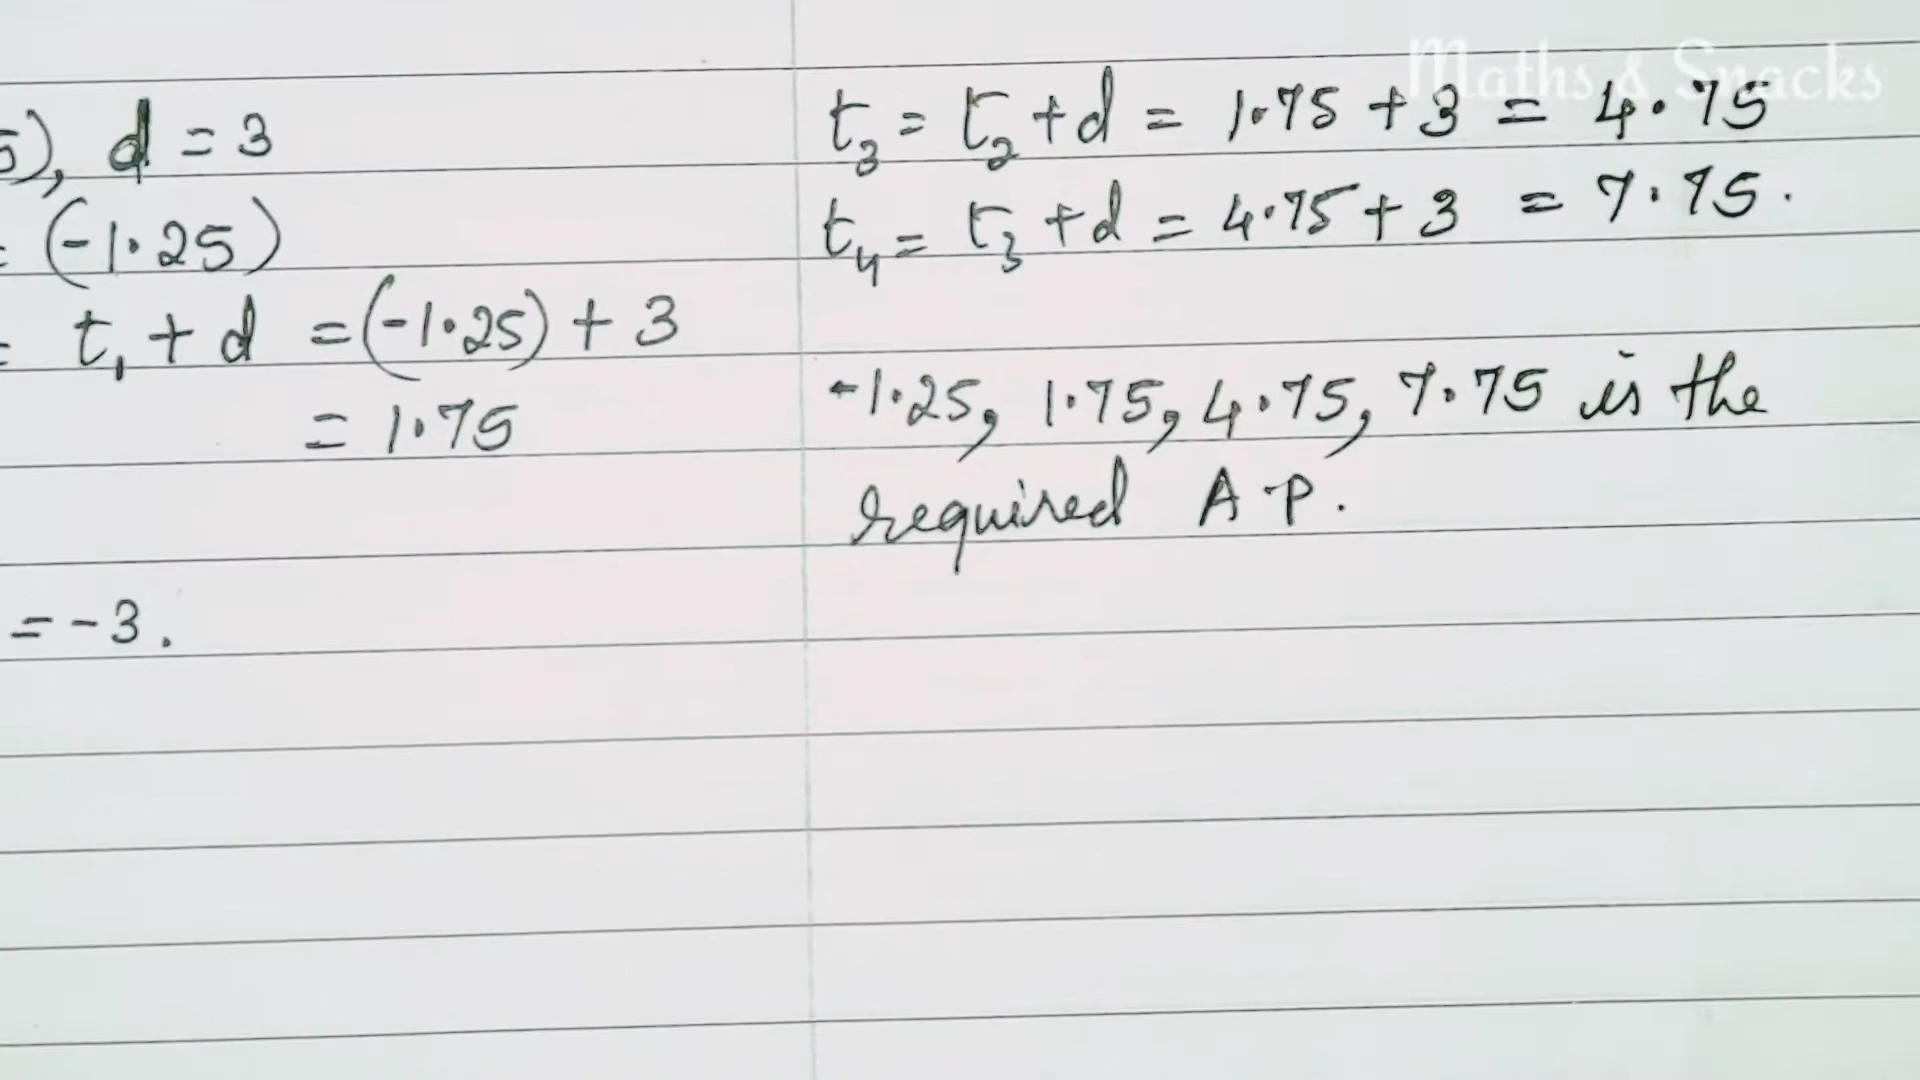 5), d = 3
= (-1.25)
= t1 + d = (-1.25) + 3
= 1.75
= -3.
Maths & Snacks
t3 = t2 + d = 1.75 + 3 = 4.75
t4 = t3 + d = 4.75 + 3 = 7.75.
-1.25, 1.75, 4.75, 7.75 is the
required A.P.